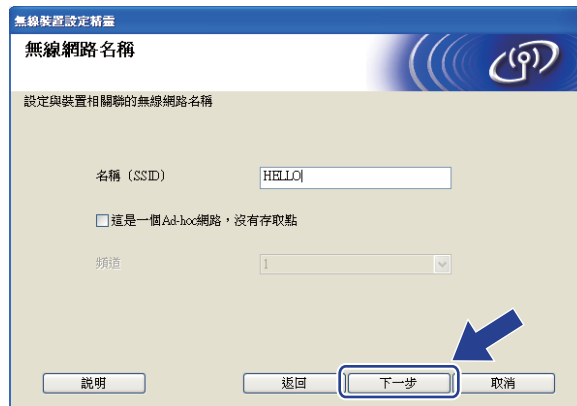 無線裝置設定精靈
無線網路名稱
設定與裝置相關聯的無線網路名稱
名稱（SSID） HELLO
這是一個Ad-hoc網路，沒有存取點
頻道 1
説明 返回 下一步 取消